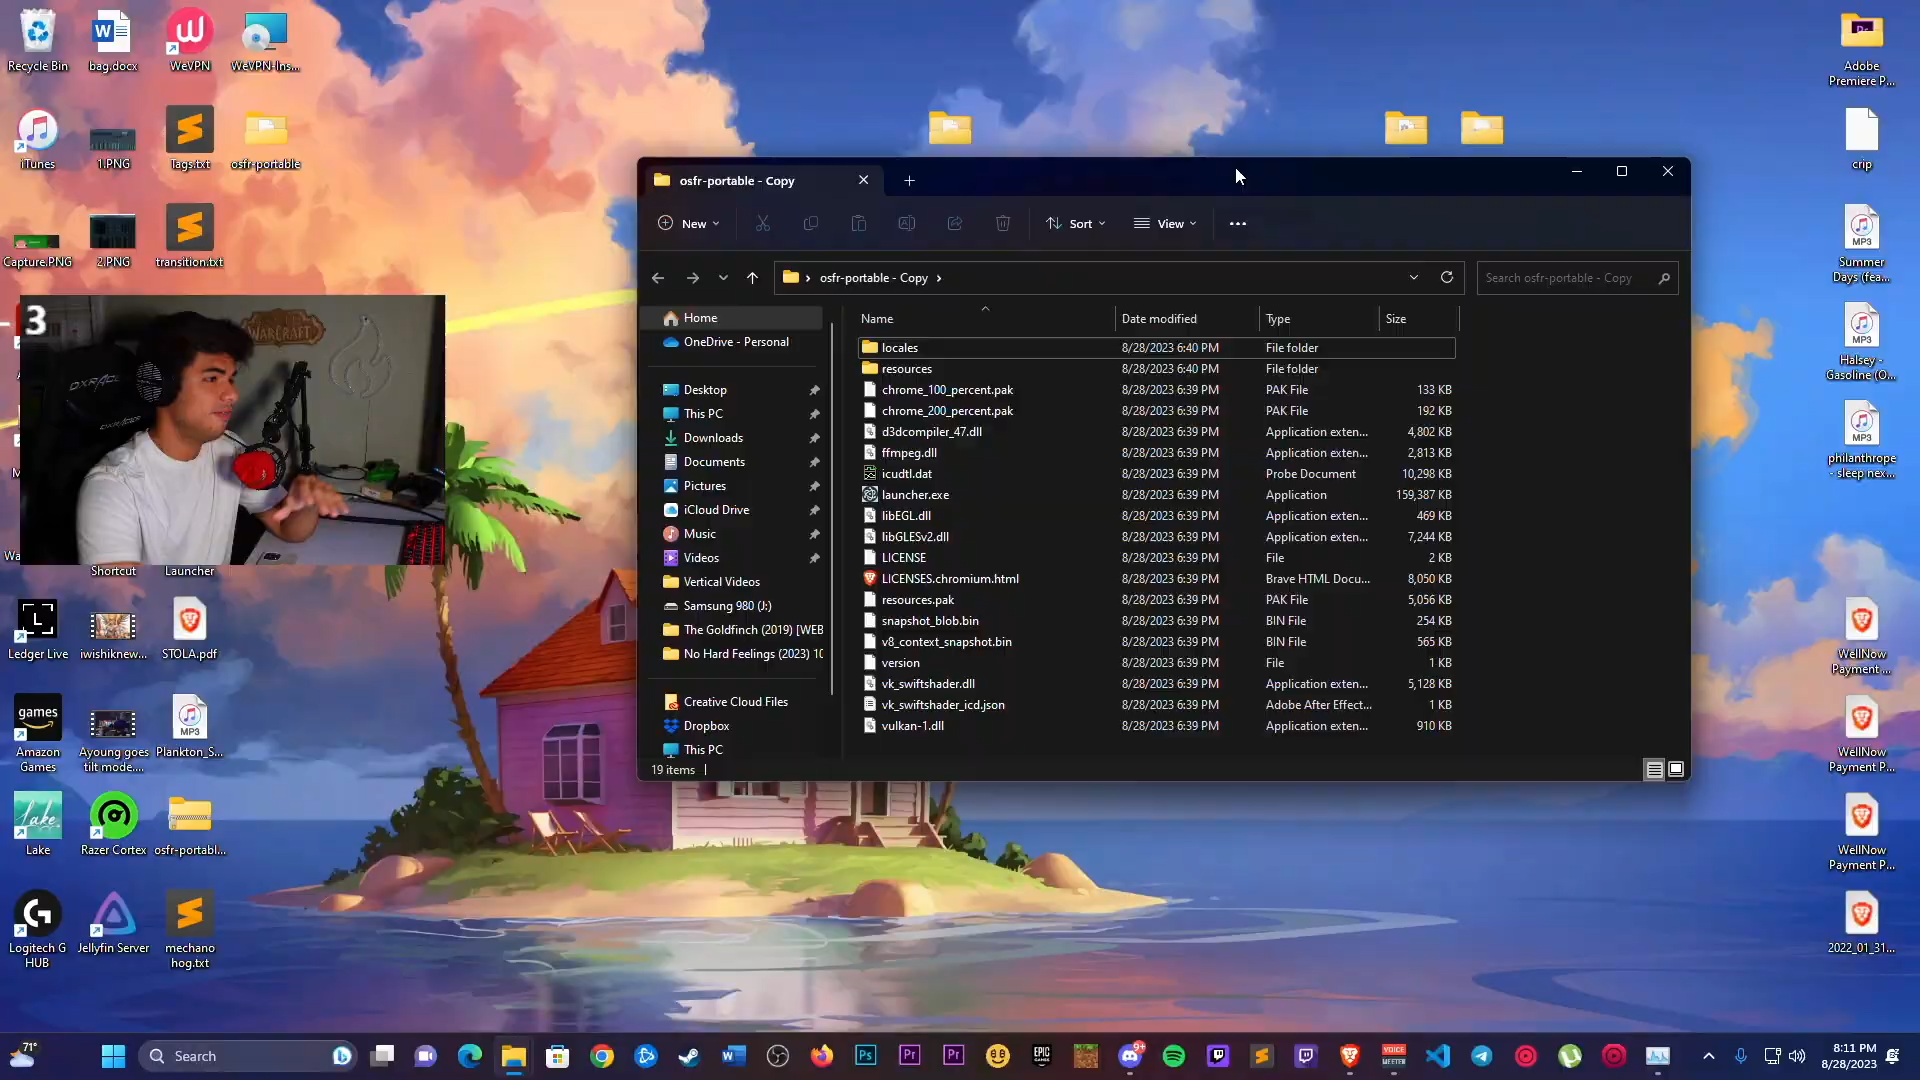 Recycle Bin
bag.docx
WeVPN
WeVPN-Ins...
iTunes
1.PNG
Tags.txt
osfr-portable
Capture.PNG
2.PNG
transition.txt
3
WARCRAFT
DXRACER
Shortcut
Launcher
Ledger Live
iwishiknew...
STOLA.pdf
games
Amazon
Games
Ayoung goes
tilt mode....
MP3
Plankton_S...
Lake
Lake
Razer Cortex
osfr-portabl...
Logitech G
HUB
Jellyfin Server
mechano
hog.txt
osfr-portable - Copy
New
Sort
View
osfr-portable - Copy
Search osfr-portable - Copy
Home
OneDrive - Personal
Desktop
This PC
Downloads
Documents
Pictures
iCloud Drive
Music
Videos
Vertical Videos
Samsung 980 (J:)
The Goldfinch (2019) [WEB
No Hard Feelings (2023) 10
Creative Cloud Files
Dropbox
This PC
Name Date modified Type Size
locales 8/28/2023 6:40 PM File folder
resources 8/28/2023 6:40 PM File folder
chrome_100_percent.pak 8/28/2023 6:39 PM PAK File 133 KB
chrome_200_percent.pak 8/28/2023 6:39 PM PAK File 192 KB
d3dcompiler_47.dll 8/28/2023 6:39 PM Application exten... 4,802 KB
ffmpeg.dll 8/28/2023 6:39 PM Application exten... 2,813 KB
icudtl.dat 8/28/2023 6:39 PM Probe Document 10,298 KB
launcher.exe 8/28/2023 6:39 PM Application 159,387 KB
libEGL.dll 8/28/2023 6:39 PM Application exten... 469 KB
libGLESv2.dll 8/28/2023 6:39 PM Application exten... 7,244 KB
LICENSE 8/28/2023 6:39 PM File 2 KB
LICENSES.chromium.html 8/28/2023 6:39 PM Brave HTML Docu... 8,050 KB
resources.pak 8/28/2023 6:39 PM PAK File 5,056 KB
snapshot_blob.bin 8/28/2023 6:39 PM BIN File 254 KB
v8_context_snapshot.bin 8/28/2023 6:39 PM BIN File 565 KB
version 8/28/2023 6:39 PM File 1 KB
vk_swiftshader.dll 8/28/2023 6:39 PM Application exten... 5,128 KB
vk_swiftshader_icd.json 8/28/2023 6:39 PM Adobe After Effect... 1 KB
vulkan-1.dll 8/28/2023 6:39 PM Application exten... 910 KB
19 items
Adobe
Premiere P...
crip
MP3
Summer
Days (fea...
MP3
Halsey -
Gasoline (O...
MP3
philanthrope
- sleep nex...
WellNow
Payment ...
WellNow
Payment P...
WellNow
Payment P...
2022_01_31...
71°
Search
8:11 PM
8/28/2023